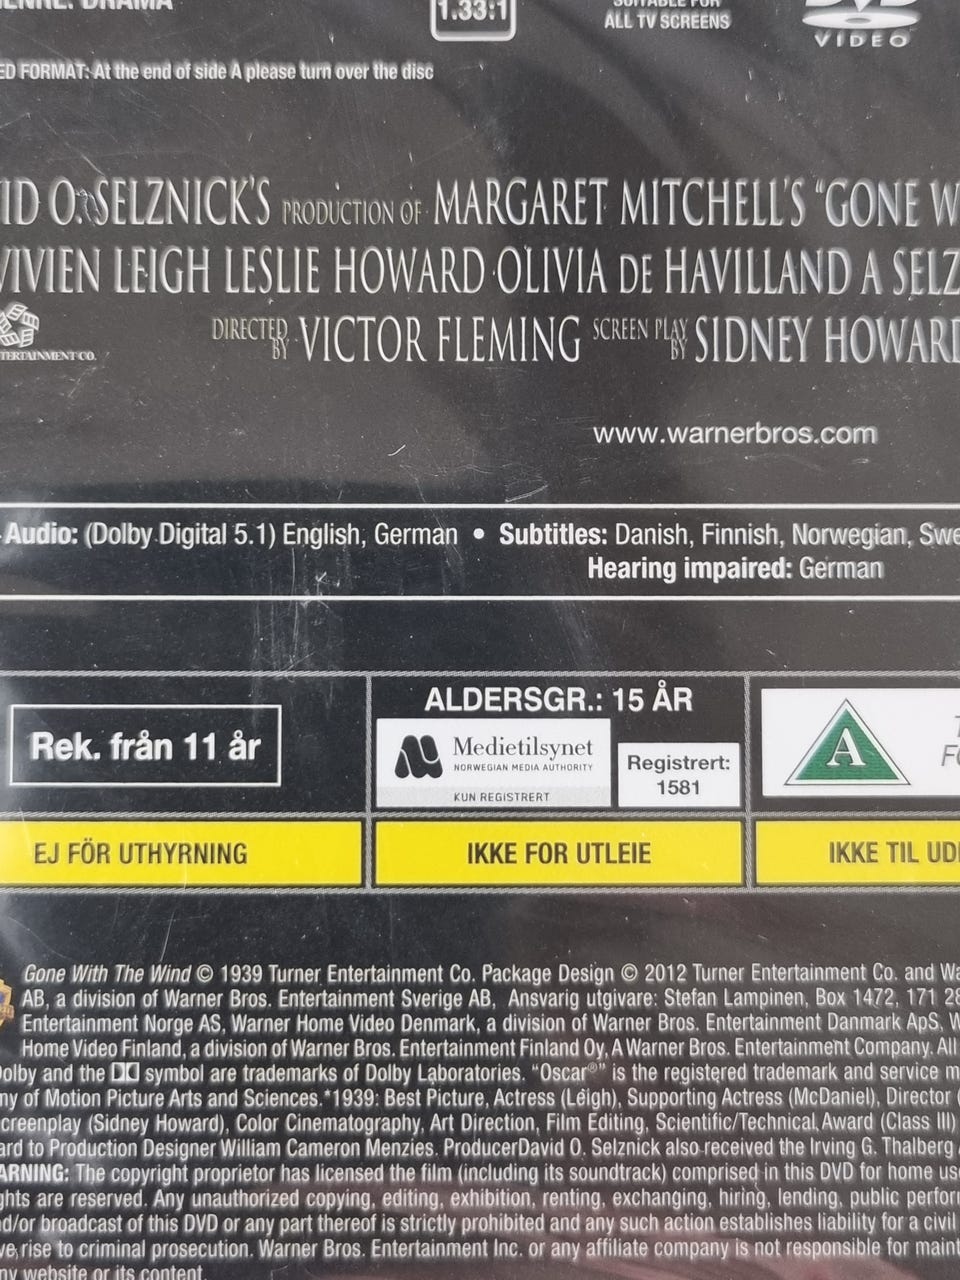 GENRE: DRAMA
1.33:1
SUITABLE FOR
ALL TV SCREENS
DVD
VIDEO
ED FORMAT: At the end of side A please turn over the disc
VID O. SELZNICK'S PRODUCTION OF MARGARET MITCHELL'S “GONE W
VIVIEN LEIGH LESLIE HOWARD OLIVIA DE HAVILLAND A SELZ
TERTAINMENT CO.
DIRECTED BY VICTOR FLEMING SCREEN PLAY BY SIDNEY HOWARD
www.warnerbros.com
Audio: (Dolby Digital 5.1) English, German • Subtitles: Danish, Finnish, Norwegian, Swe
Hearing impaired: German
Rek. från 11 år
ALDERSGR.: 15 ÅR
Medietilsynet
NORWEGIAN MEDIA AUTHORITY
KUN REGISTRERT
Registrert:
1581
A
EJ FÖR UTHYRNING
IKKE FOR UTLEIE
IKKE TIL UD
Gone With The Wind © 1939 Turner Entertainment Co. Package Design © 2012 Turner Entertainment Co. and Wa
AB, a division of Warner Bros. Entertainment Sverige AB, Ansvarig utgivare: Stefan Lampinen, Box 1472, 171 28
Entertainment Norge AS, Warner Home Video Denmark, a division of Warner Bros. Entertainment Danmark ApS, W
Home Video Finland, a division of Warner Bros. Entertainment Finland Oy, A Warner Bros. Entertainment Company. All
Dolby and the symbol are trademarks of Dolby Laboratories. “Oscar®” is the registered trademark and service m
my of Motion Picture Arts and Sciences.*1939: Best Picture, Actress (Leigh), Supporting Actress (McDaniel), Director (
creenplay (Sidney Howard), Color Cinematography, Art Direction, Film Editing, Scientific/Technical Award (Class III)
ard to Production Designer William Cameron Menzies. ProducerDavid O. Selznick also received the Irving G. Thalberg
ARNING: The copyright proprietor has licensed the film (including its soundtrack) comprised in this DVD for home us
ghts are reserved. Any unauthorized copying, editing, exhibition, renting, exchanging, hiring, lending, public perfor
d/or broadcast of this DVD or any part thereof is strictly prohibited and any such action establishes liability for a civil
ve rise to criminal prosecution. Warner Bros. Entertainment Inc. or any affiliate company is not responsible for maint
ny website or its content.